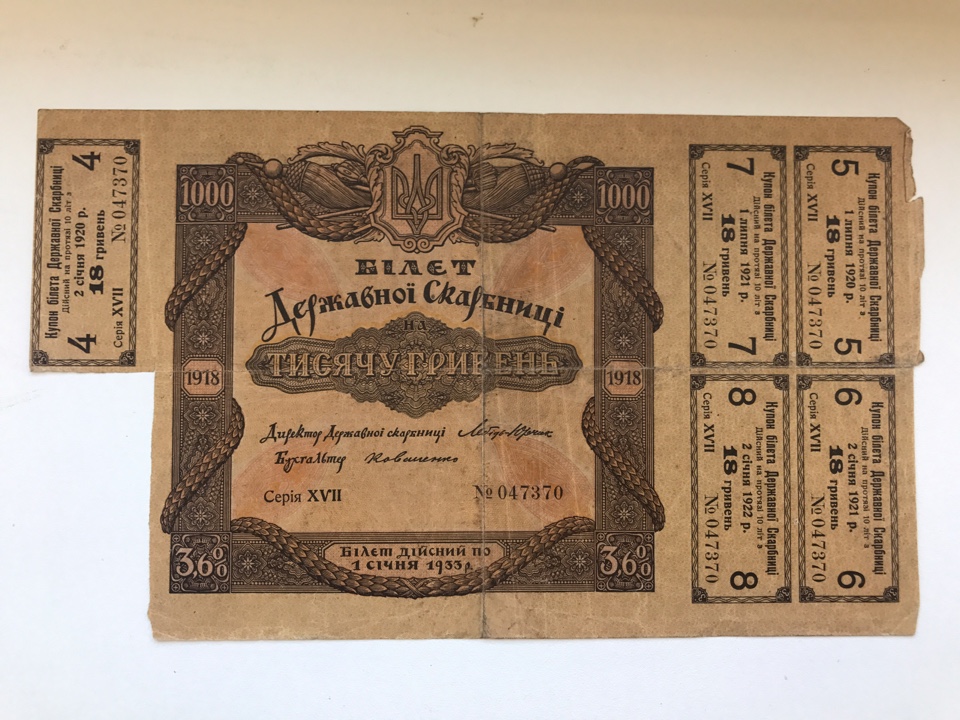 4
Купон білета Державної Скарбниці
Дійсний на протязі 10 літ з
2 січня 1920 р.
18 гривень
Серія XVII № 047370
4
1000
1000
БІЛЕТ
Державної Скарбниці
на
ТИСЯЧУ ГРИВЕНЬ
1918
1918
Директор Державної скарбниці
Бухгальтер
Серія XVII
№ 047370
3,6%
Білет дійсний по
1 січня 1933 р.
3,6%
7
Купон білета Державної Скарбниці
Дійсний на протязі 10 літ з
1 липня 1921 р.
18 гривень
Серія XVII № 047370
7
5
Купон білета Державної Скарбниці
Дійсний на протязі 10 літ з
1 липня 1920 р.
18 гривень
Серія XVII № 047370
5
8
Купон білета Державної Скарбниці
Дійсний на протязі 10 літ з
2 січня 1922 р.
18 гривень
Серія XVII № 047370
8
6
Купон білета Державної Скарбниці
Дійсний на протязі 10 літ з
2 січня 1921 р.
18 гривень
Серія XVII № 047370
6